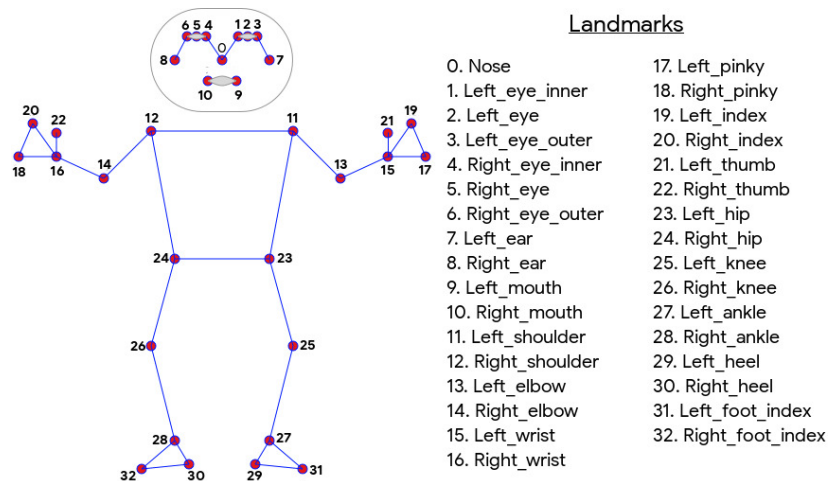 6 5 4 1 2 3
0
8 7
10 9
20 22 12 11 21 19
18 16 14 13 15 17
24 23
26 25
28 27
32 30 29 31
Landmarks
0. Nose
1. Left_eye_inner
2. Left_eye
3. Left_eye_outer
4. Right_eye_inner
5. Right_eye
6. Right_eye_outer
7. Left_ear
8. Right_ear
9. Left_mouth
10. Right_mouth
11. Left_shoulder
12. Right_shoulder
13. Left_elbow
14. Right_elbow
15. Left_wrist
16. Right_wrist
17. Left_pinky
18. Right_pinky
19. Left_index
20. Right_index
21. Left_thumb
22. Right_thumb
23. Left_hip
24. Right_hip
25. Left_knee
26. Right_knee
27. Left_ankle
28. Right_ankle
29. Left_heel
30. Right_heel
31. Left_foot_index
32. Right_foot_index